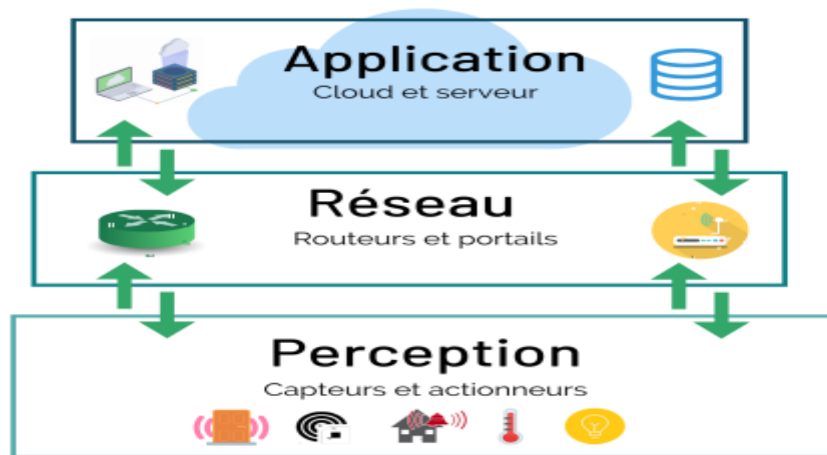 Application
Cloud et serveur
Réseau
Routeurs et portails
Perception
Capteurs et actionneurs